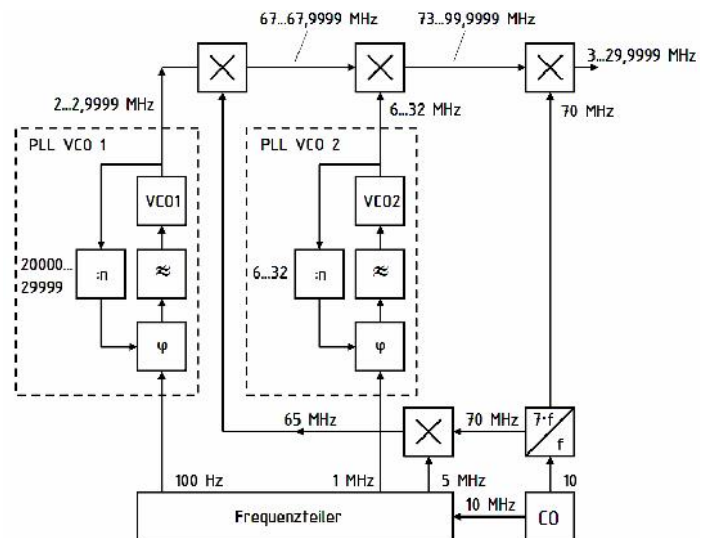 67...67,9999 MHz
73...99,9999 MHz
3...29,9999 MHz
2...2,9999 MHz
6...32 MHz
70 MHz
PLL VCO 1
PLL VCO 2
VCO1
VCO2
20000...
29999
:n
≈
6...32
:n
≈
φ
φ
65 MHz
70 MHz
7·f
f
100 Hz
1 MHz
5 MHz
10
10 MHz
Frequenzteiler
CO